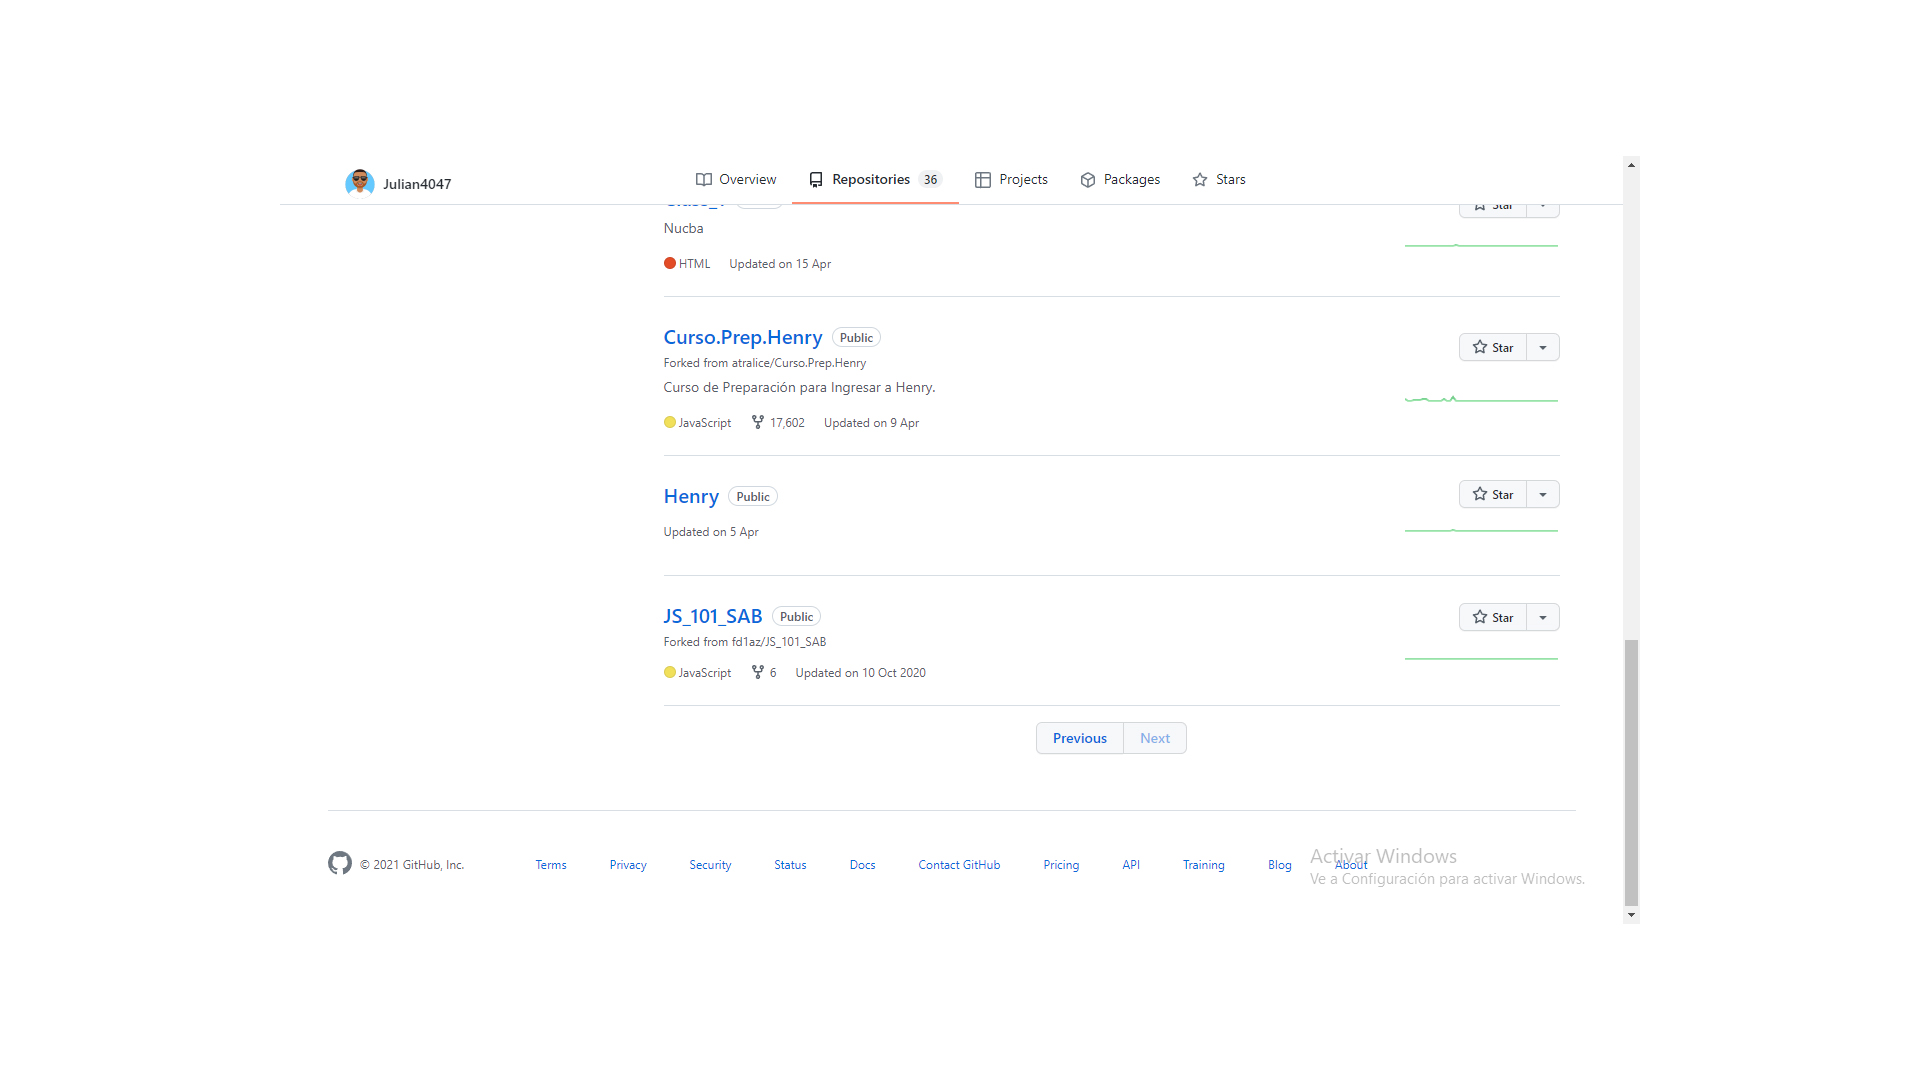 Julian4047
Overview
Repositories 36
Projects
Packages
Stars
Star
Nucba
HTML Updated on 15 Apr
Curso.Prep.Henry Public
Star
Forked from atralice/Curso.Prep.Henry
Curso de Preparación para Ingresar a Henry.
JavaScript 17,602 Updated on 9 Apr
Henry Public
Star
Updated on 5 Apr
JS_101_SAB Public
Star
Forked from fd1az/JS_101_SAB
JavaScript 6 Updated on 10 Oct 2020
Previous Next
© 2021 GitHub, Inc. Terms Privacy Security Status Docs Contact GitHub Pricing API Training Blog About
Activar Windows
Ve a Configuración para activar Windows.